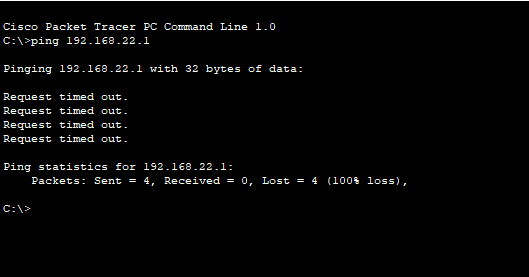 Cisco Packet Tracer PC Command Line 1.0
C:\>ping 192.168.22.1
Pinging 192.168.22.1 with 32 bytes of data:
Request timed out.
Request timed out.
Request timed out.
Request timed out.
Ping statistics for 192.168.22.1:
    Packets: Sent = 4, Received = 0, Lost = 4 (100% loss),
C:\>